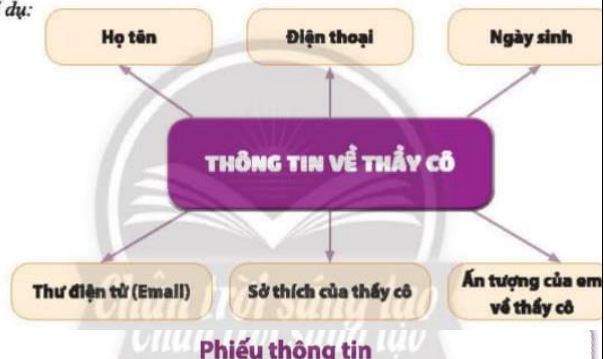 dụ:
Họ tên
Điện thoại
Ngày sinh
THÔNG TIN VỀ THẦY CÔ
Thư điện tử (Email)
Sở thích của thầy cô
Ấn tượng của em
về thầy cô
Chân trời sáng tạo
Phiếu thông tin